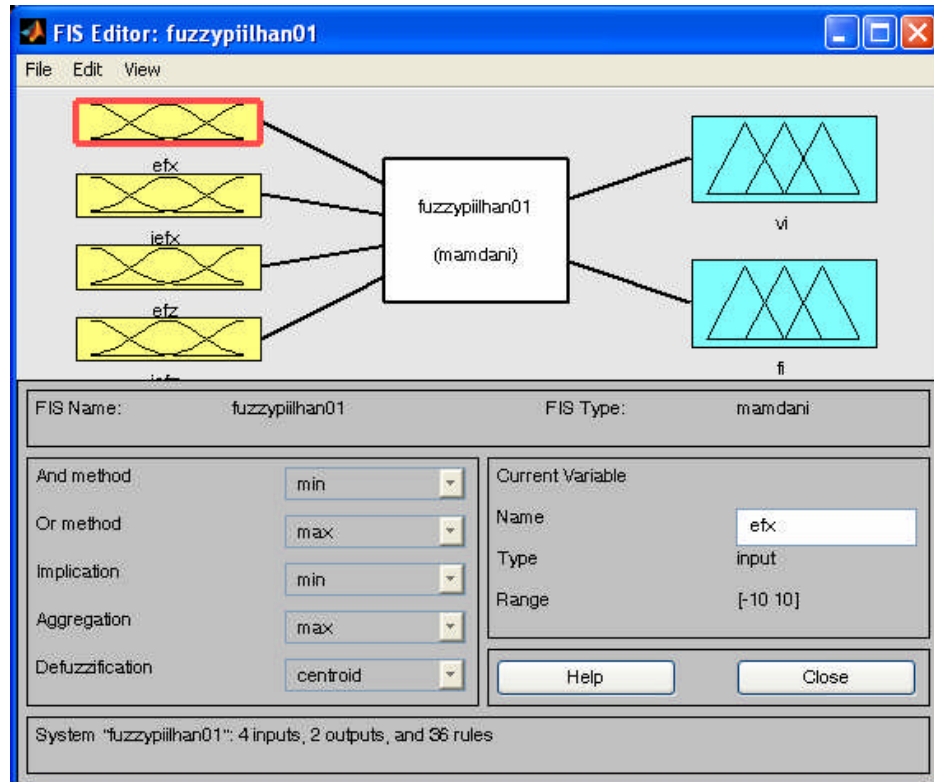 FIS Editor: fuzzypiilhan01
File Edit View
efx
iefx
efz
fuzzypiilhan01
(mamdani)
vi
fi
FIS Name: fuzzypiilhan01 FIS Type: mamdani
And method min
Or method max
Implication min
Aggregation max
Defuzzification centroid
Current Variable
Name efx
Type input
Range [-10 10]
Help Close
System "fuzzypiilhan01": 4 inputs, 2 outputs, and 36 rules